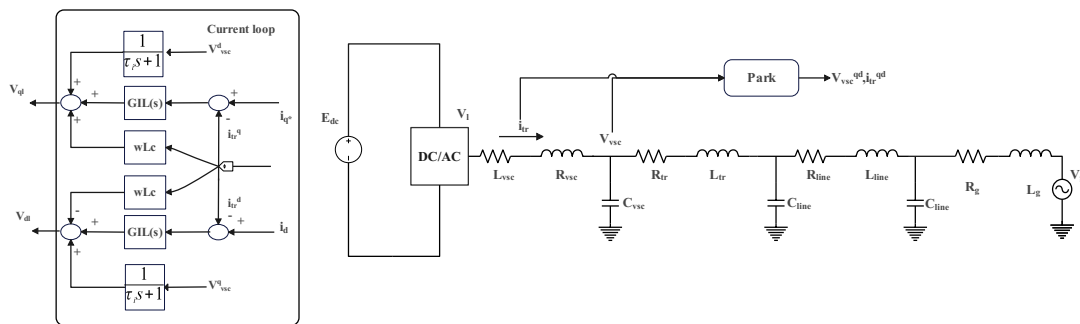 Current loop
1
τᵢs+1
V^d_vsc
+
V_ql
+
GIL(s)
+
i_q*
-
+
i_tr^q
wLc
wLc
-
i_tr^d
-
+
V_dl
+
GIL(s)
i_d
+
1
τᵢs+1
V^q_vsc
E_dc
+
-
DC/AC
V_l
i_tr
V_vsc
Park
V_vsc^qd,i_tr^qd
L_vsc
R_vsc
R_tr
L_tr
R_line
L_line
R_g
L_g
C_vsc
C_line
C_line